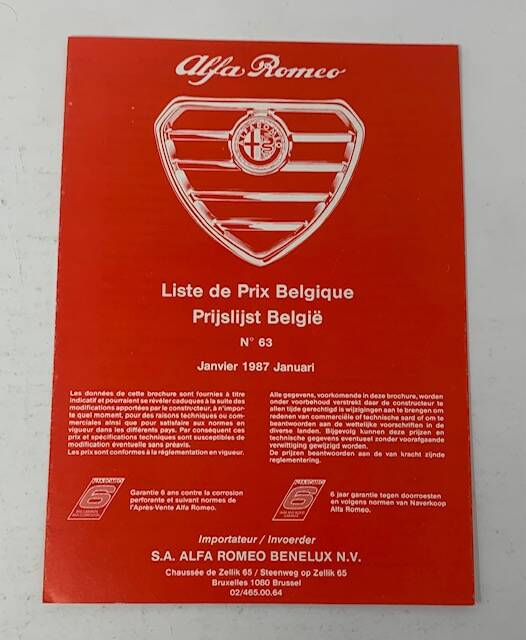 Alfa Romeo
ALFA ROMEO
Liste de Prix Belgique
Prijslijst België
N° 63
Janvier 1987 Januari
Les données de cette brochure sont fournies à titre
indicatif et pourraient se révéler caduques à la suite des
modifications apportées par le constructeur, à n'impor-
te quel moment, pour des raisons techniques ou com-
merciales ainsi que pour satisfaire aux normes en
vigueur dans les différents pays. Par conséquent ces
prix et spécifications techniques sont susceptibles de
modification éventuelle sans préavis.
Les prix sont conformes à la réglementation en vigueur.
Alle gegevens, voorkomende in deze brochure, worden
onder voorbehoud verstrekt daar de constructeur te
allen tijde gerechtigd is wijzigingen aan te brengen om
redenen van commerciële of technische aard of om te
beantwoorden aan de wettelijke voorschriften in de
diverse landen. Bijgevolg kunnen deze prijzen en
technische gegevens eventueel zonder voorafgaande
verwittiging gewijzigd worden.
De prijzen beantwoorden aan de van kracht zijnde
reglementering.
ALFA ROMEO
6
Garantie 6 ans contre la corrosion
perforante et suivant normes de
l'Après-Vente Alfa Romeo.
ALFA ROMEO
6
6 jaar garantie tegen doorroesten
en volgens normen van Naverkoop
Alfa Romeo.
Importateur / Invoerder
S.A. ALFA ROMEO BENELUX N.V.
Chaussée de Zellik 65 / Steenweg op Zellik 65
Bruxelles 1080 Brussel
02/465.00.64